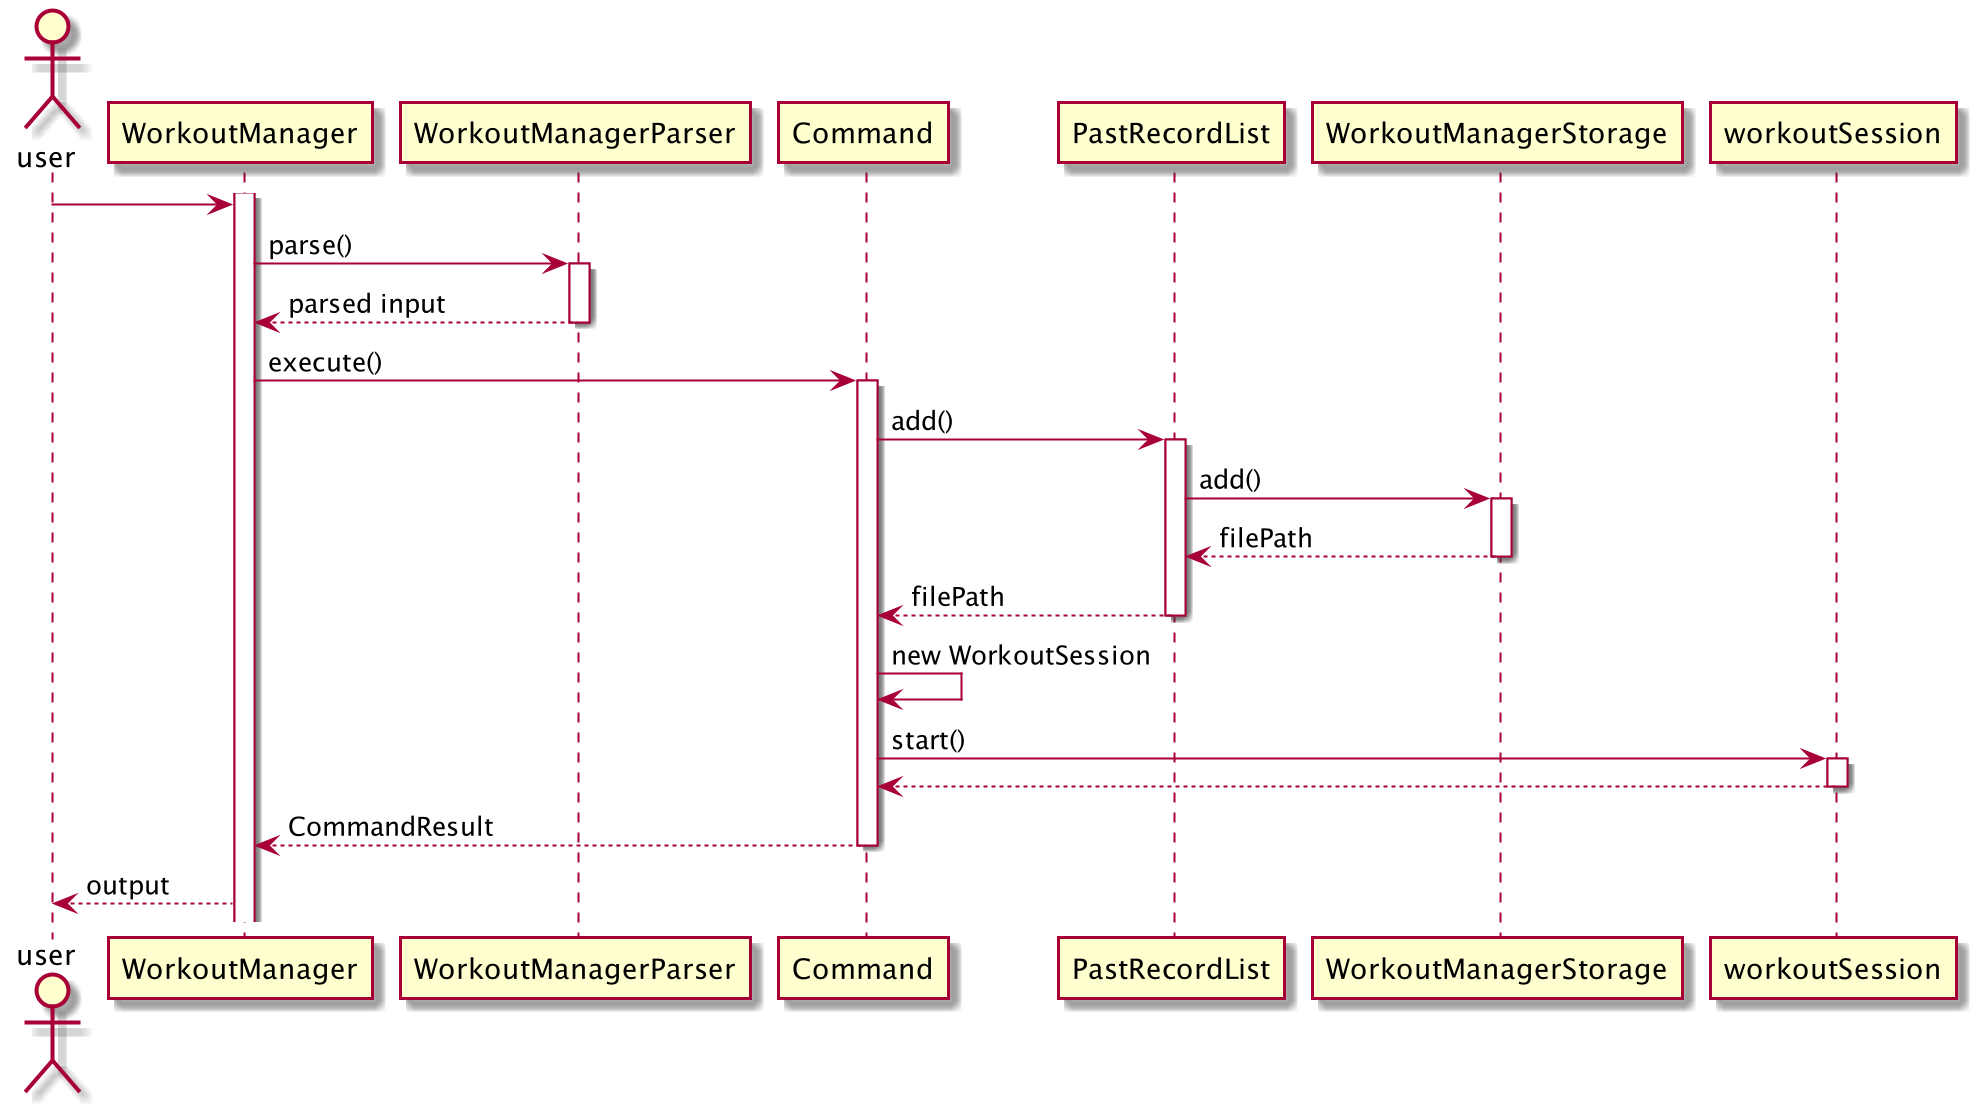 user
WorkoutManager
WorkoutManagerParser
Command
PastRecordList
WorkoutManagerStorage
workoutSession
parse()
parsed input
execute()
add()
add()
filePath
filePath
new WorkoutSession
start()
CommandResult
output
user
WorkoutManager
WorkoutManagerParser
Command
PastRecordList
WorkoutManagerStorage
workoutSession